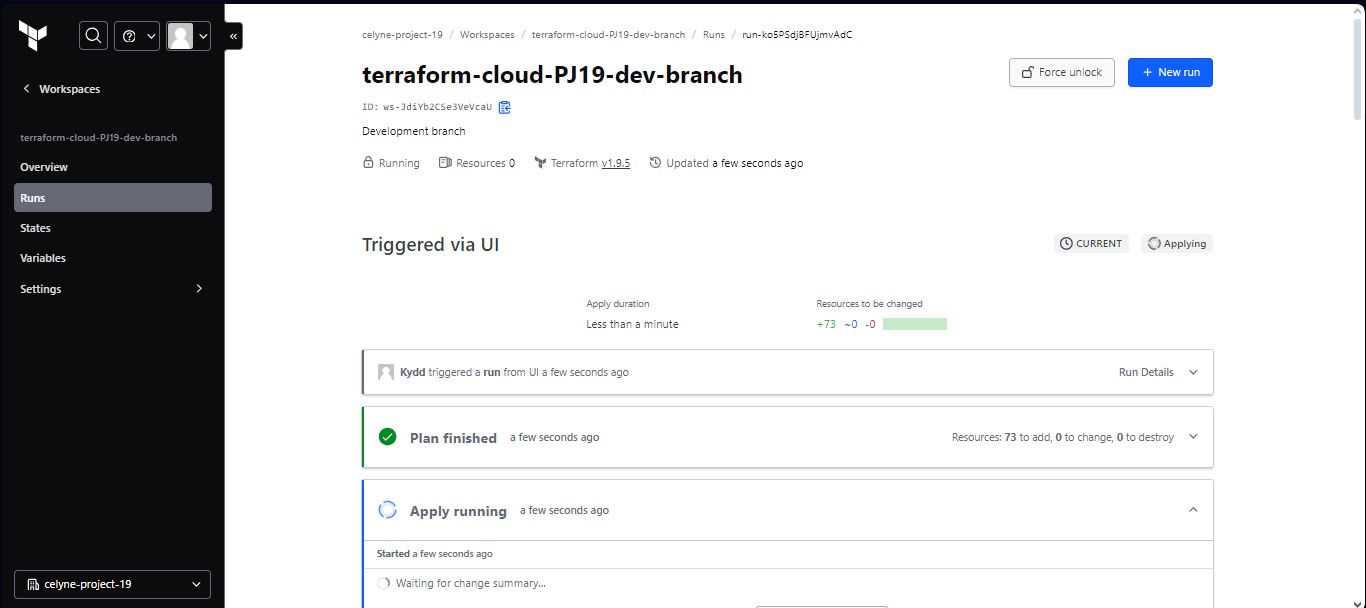 «
Workspaces
terraform-cloud-PJ19-dev-branch
Overview
Runs
States
Variables
Settings
celyne-project-19
celyne-project-19 / Workspaces / terraform-cloud-PJ19-dev-branch / Runs / run-ko5PSdjBFUjmvAdC
terraform-cloud-PJ19-dev-branch
Force unlock
+ New run
ID: ws-JdiYb2CSe3VeVcaU
Development branch
Running Resources 0 Terraform v1.9.5 Updated a few seconds ago
Triggered via UI
CURRENT Applying
Apply duration
Less than a minute
Resources to be changed
+73 ~0 -0
Kydd triggered a run from UI a few seconds ago
Run Details
Plan finished a few seconds ago
Resources: 73 to add, 0 to change, 0 to destroy
Apply running a few seconds ago
Started a few seconds ago
Waiting for change summary...